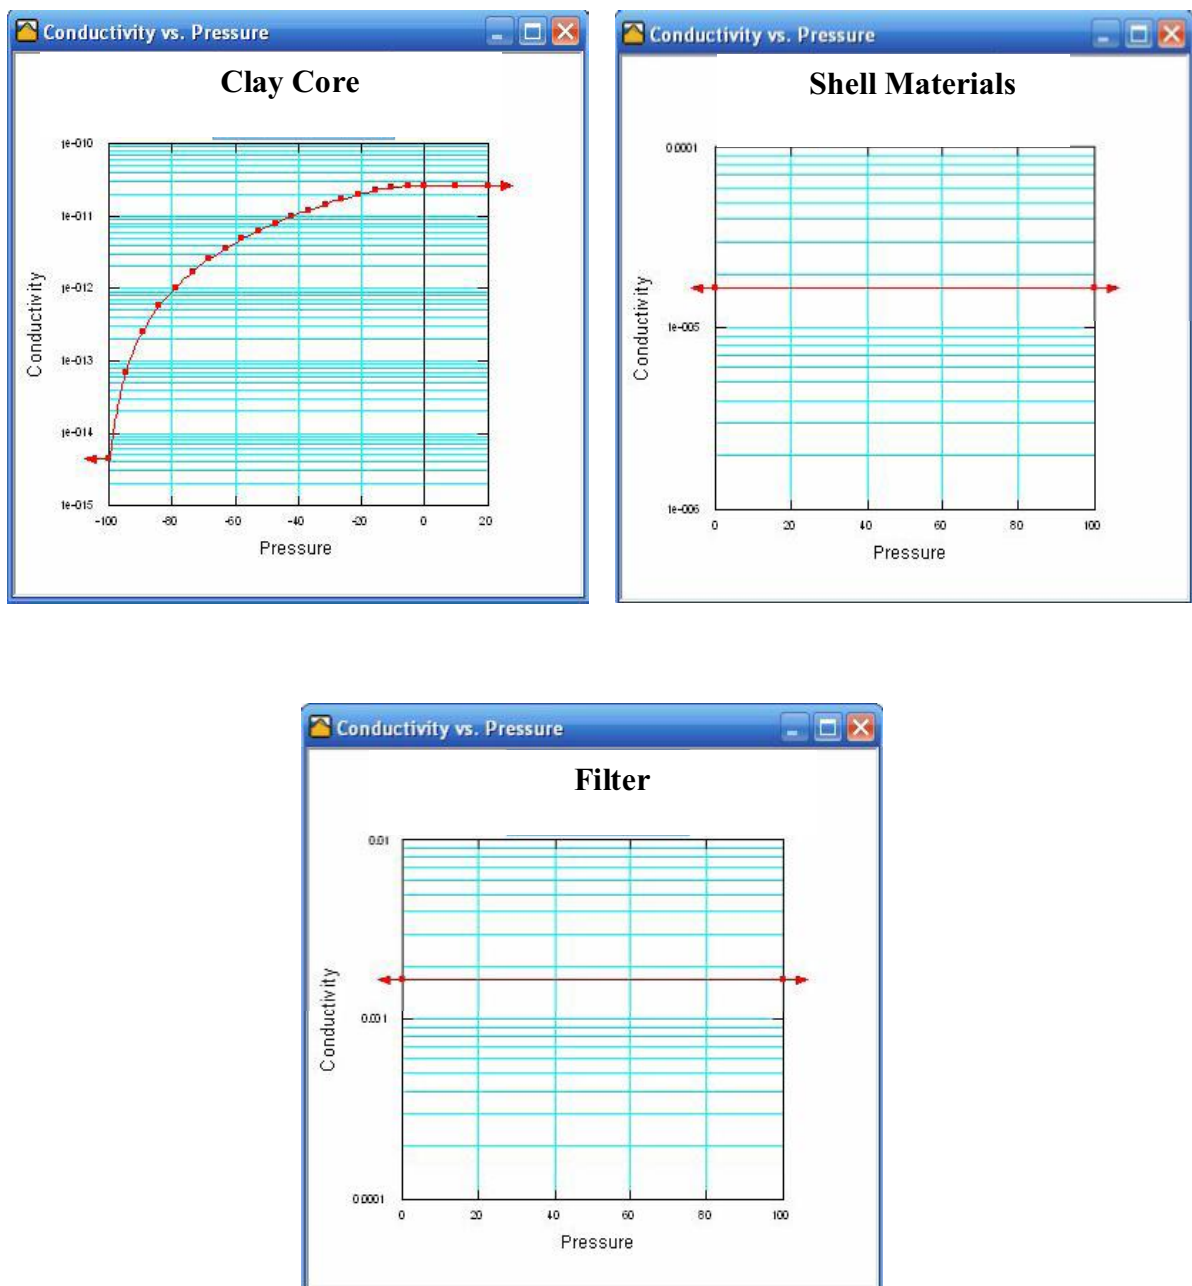 Conductivity vs. Pressure
Clay Core
1e-010
1e-011
1e-012
1e-013
1e-014
1e-015
Conductivity
-100 -80 -60 -40 -20 0 20
Pressure
Conductivity vs. Pressure
Shell Materials
0.0001
1e-005
1e-006
Conductivity
0 20 40 60 80 100
Pressure
Conductivity vs. Pressure
Filter
0.01
0.001
0.0001
Conductivity
0 20 40 60 80 100
Pressure